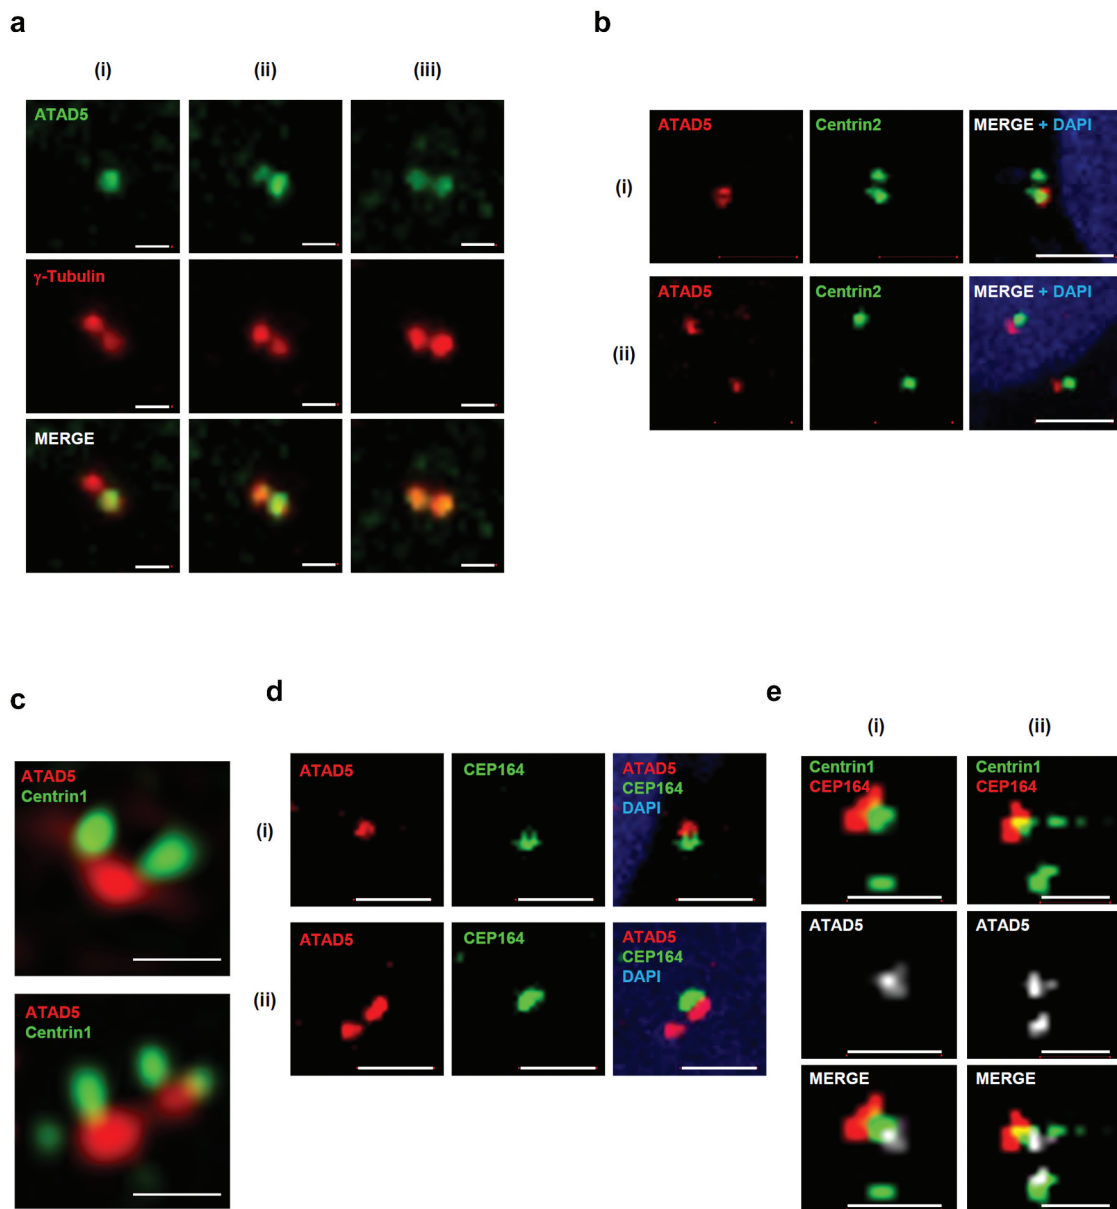 a
(i)
(ii)
(iii)
ATAD5
γ-Tubulin
MERGE
b
(i)
ATAD5
Centrin2
MERGE + DAPI
(ii)
ATAD5
Centrin2
MERGE + DAPI
c
ATAD5
Centrin1
ATAD5
Centrin1
d
(i)
ATAD5
CEP164
ATAD5
CEP164
DAPI
(ii)
ATAD5
CEP164
ATAD5
CEP164
DAPI
e
(i)
(ii)
Centrin1
CEP164
Centrin1
CEP164
ATAD5
ATAD5
MERGE
MERGE